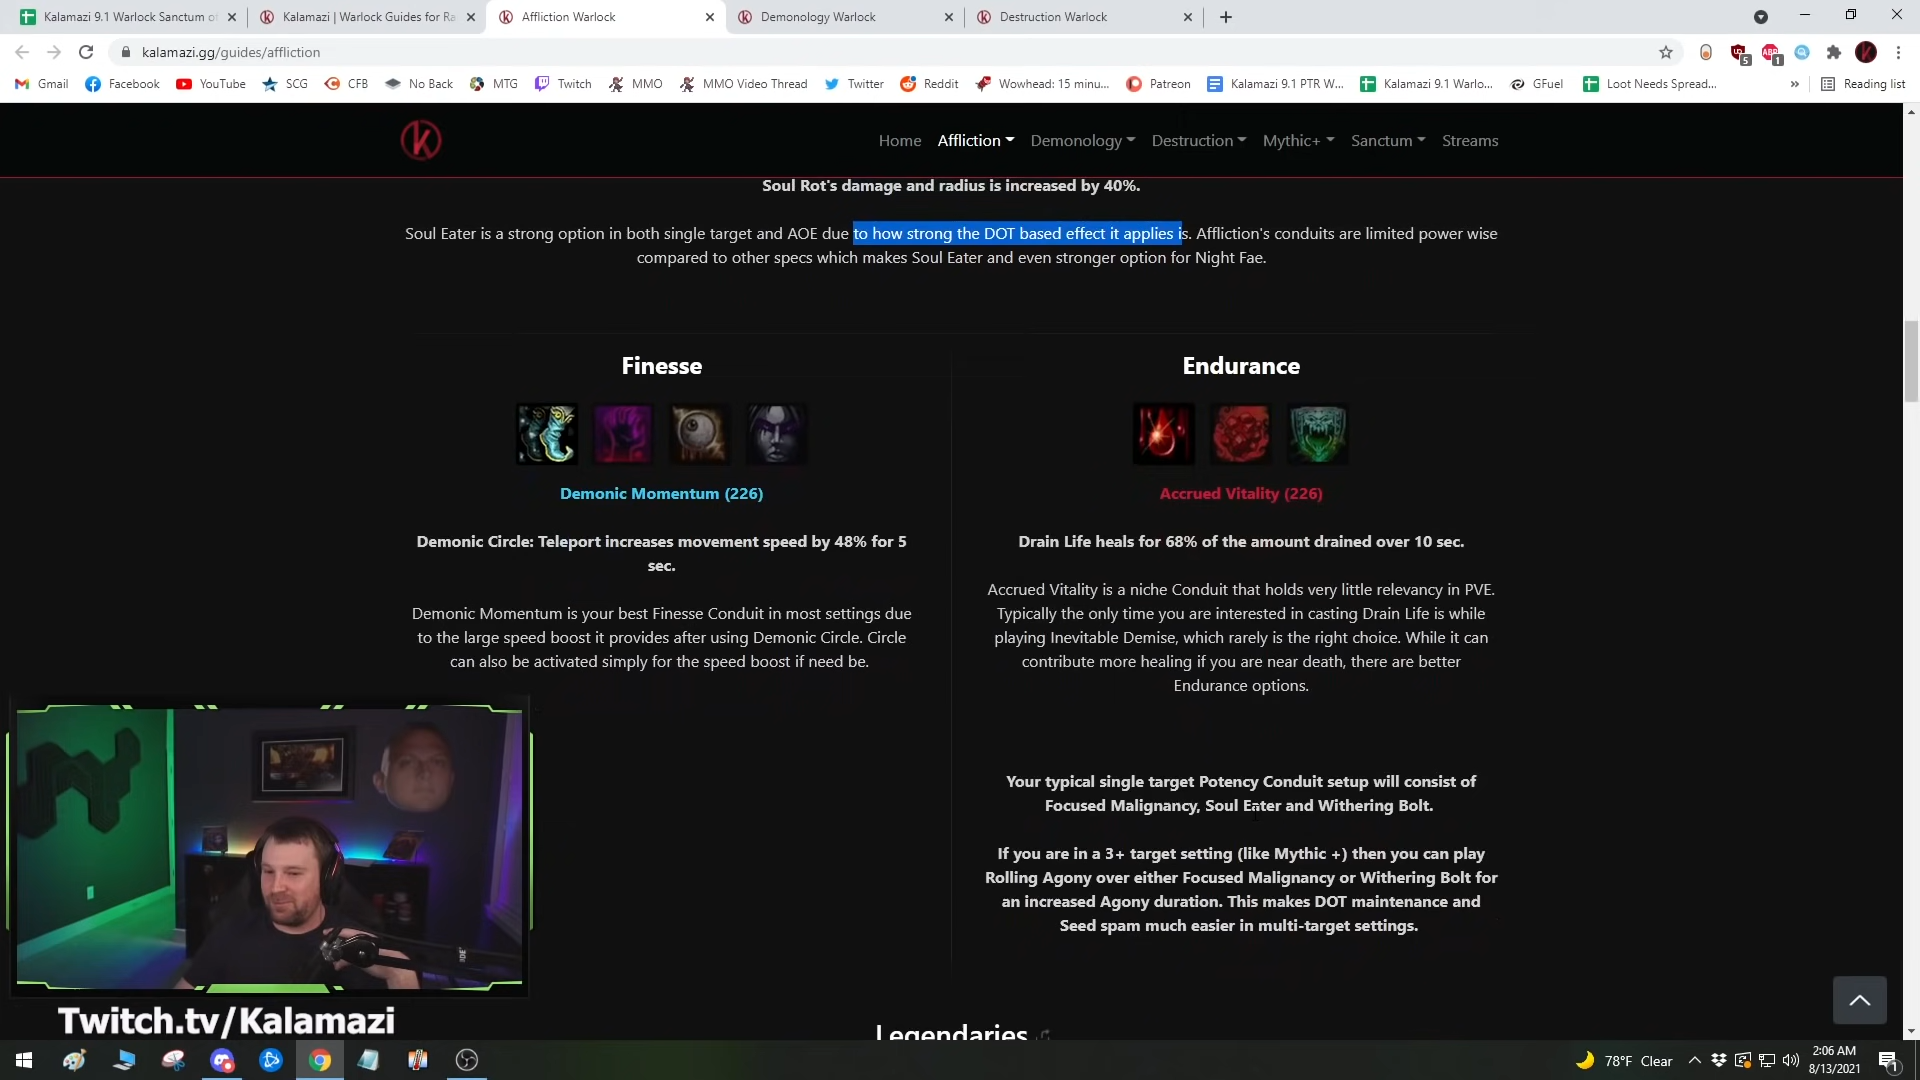 Kalamazi 9.1 Warlock Sanctum of
Kalamazi | Warlock Guides for Ra
Affliction Warlock
Demonology Warlock
Destruction Warlock
kalamazi.gg/guides/affliction
5
1
Gmail
Facebook
YouTube
SCG
CFB
No Back
MTG
Twitch
MMO
MMO Video Thread
Twitter
Reddit
Wowhead: 15 minu...
Patreon
Kalamazi 9.1 PTR W...
Kalamazi 9.1 Warlo...
GFuel
Loot Needs Spread...
»
Reading list
Home
Affliction
Demonology
Destruction
Mythic+
Sanctum
Streams
Soul Rot's damage and radius is increased by 40%.
Soul Eater is a strong option in both single target and AOE due to how strong the DOT based effect it applies is. Affliction's conduits are limited power wise
compared to other specs which makes Soul Eater and even stronger option for Night Fae.
Finesse
Demonic Momentum (226)
Demonic Circle: Teleport increases movement speed by 48% for 5
sec.
Demonic Momentum is your best Finesse Conduit in most settings due
to the large speed boost it provides after using Demonic Circle. Circle
can also be activated simply for the speed boost if need be.
Endurance
Accrued Vitality (226)
Drain Life heals for 68% of the amount drained over 10 sec.
Accrued Vitality is a niche Conduit that holds very little relevancy in PVE.
Typically the only time you are interested in casting Drain Life is while
playing Inevitable Demise, which rarely is the right choice. While it can
contribute more healing if you are near death, there are better
Endurance options.
Your typical single target Potency Conduit setup will consist of
Focused Malignancy, Soul Eater and Withering Bolt.
If you are in a 3+ target setting (like Mythic +) then you can play
Rolling Agony over either Focused Malignancy or Withering Bolt for
an increased Agony duration. This makes DOT maintenance and
Seed spam much easier in multi-target settings.
Legendaries
Twitch.tv/Kalamazi
78°F Clear
2:06 AM
8/13/2021
1